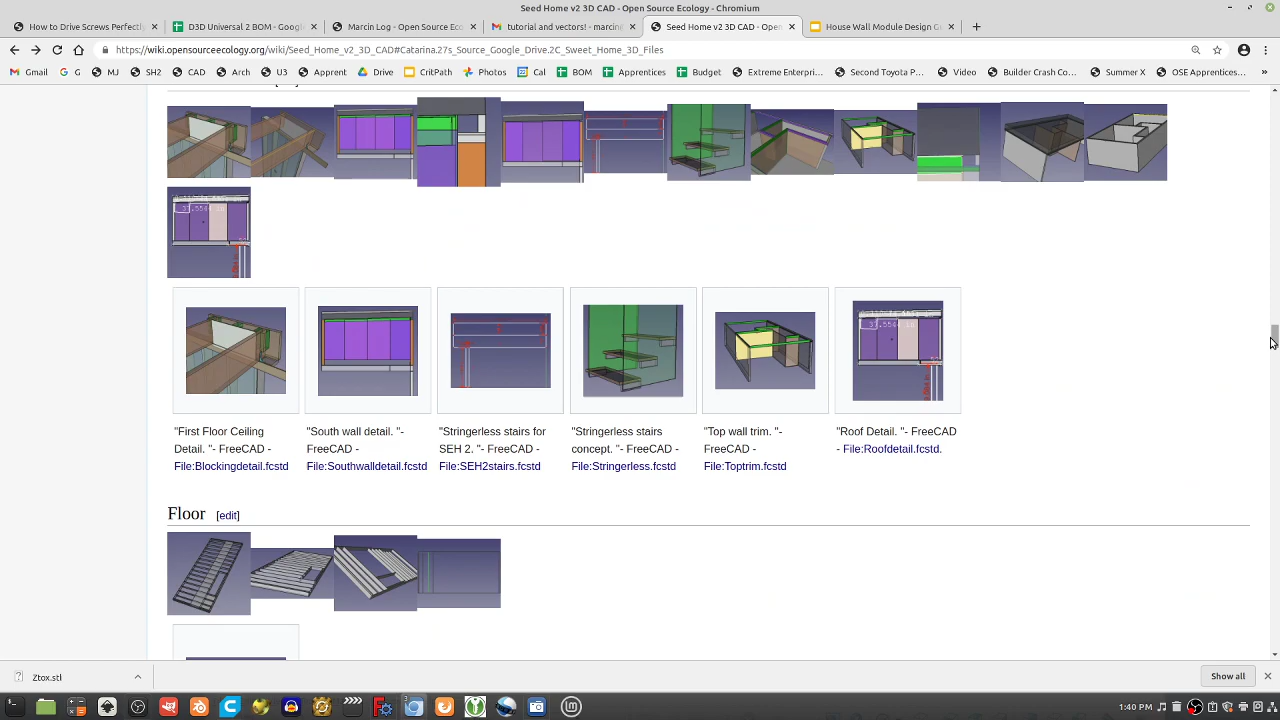 Seed Home v2 3D CAD - Open Source Ecology - Chromium
How to Drive Screws Perfectly
D3D Universal 2 BOM - Google
Marcin Log - Open Source Ec
tutorial and vectors! - marcin
Seed Home v2 3D CAD - Open
House Wall Module Design G
https://wiki.opensourceecology.org/wiki/Seed_Home_v2_3D_CAD#Catarina.27s_Source_Google_Drive.2C_Sweet_Home_3D_Files
Gmail G MJ SH2 CAD Arch U3 Apprent Drive CritPath Photos Cal BOM Apprentices Budget Extreme Enterpri... Second Toyota P... Video Builder Crash Co... Summer X OSE Apprentices...
"First Floor Ceiling
Detail. "- FreeCAD -
File:Blockingdetail.fcstd
"South wall detail. "-
FreeCAD -
File:Southwalldetail.fcstd
"Stringerless stairs for
SEH 2. "- FreeCAD -
File:SEH2stairs.fcstd
"Stringerless stairs
concept. "- FreeCAD -
File:Stringerless.fcstd
"Top wall trim. "-
FreeCAD -
File:Toptrim.fcstd
"Roof Detail. "- FreeCAD
- File:Roofdetail.fcstd.
Floor [edit]
Ztox.stl
Show all
1:40 PM